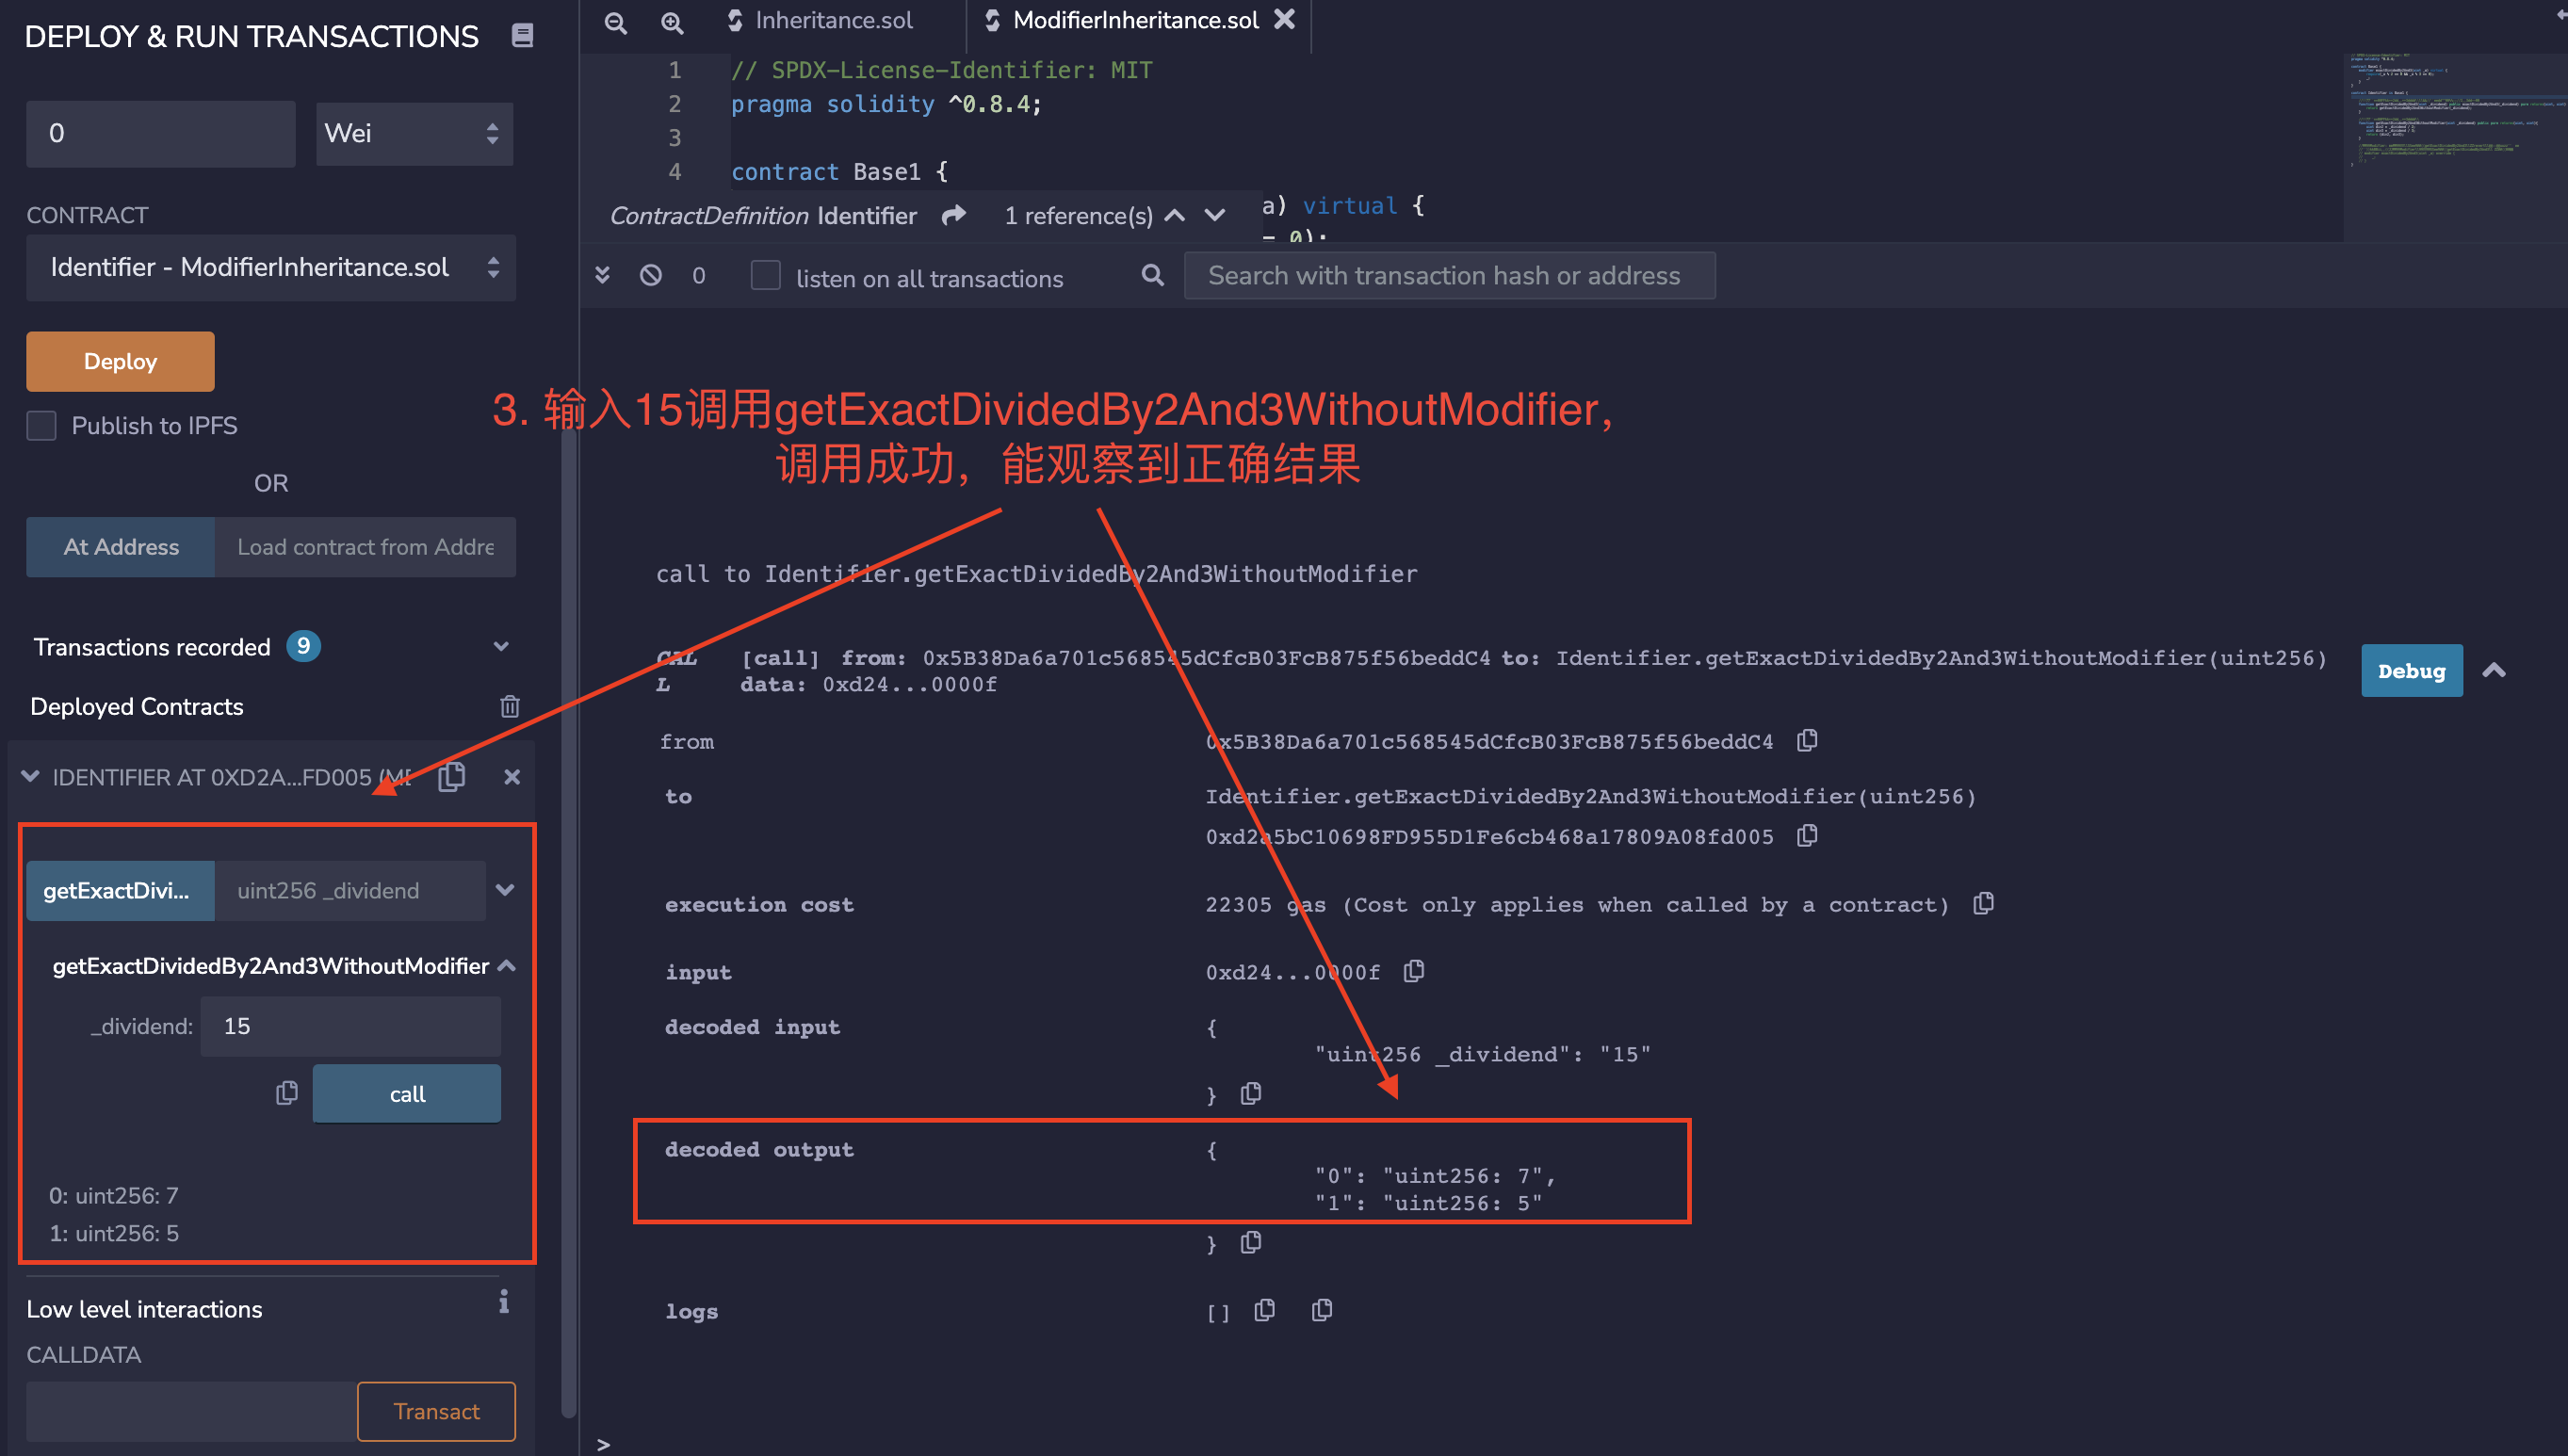 DEPLOY & RUN TRANSACTIONS
0
Wei
CONTRACT
Identifier - ModifierInheritance.sol
Deploy
Publish to IPFS
OR
At Address
Load contract from Addre
Transactions recorded 9
Deployed Contracts
IDENTIFIER AT 0XD2A...FD005 (ME
getExactDivi...
uint256 _dividend
getExactDividedBy2And3WithoutModifier
_dividend:
15
call
0: uint256: 7
1: uint256: 5
Low level interactions
i
CALLDATA
Transact
Inheritance.sol
ModifierInheritance.sol
1 // SPDX-License-Identifier: MIT
2 pragma solidity ^0.8.4;
3
4 contract Base1 {
ContractDefinition Identifier 1 reference(s)
a) virtual {
= 0);
0
listen on all transactions
Search with transaction hash or address
3. 输入15调用getExactDividedBy2And3WithoutModifier，
调用成功，能观察到正确结果
call to Identifier.getExactDividedBy2And3WithoutModifier
CALL
[call] from: 0x5B38Da6a701c568545dCfcB03FcB875f56beddC4 to: Identifier.getExactDividedBy2And3WithoutModifier(uint256)
data: 0xd24...0000f
Debug
from 0x5B38Da6a701c568545dCfcB03FcB875f56beddC4
to Identifier.getExactDividedBy2And3WithoutModifier(uint256)
0xd2a5bC10698FD955D1Fe6cb468a17809A08fd005
execution cost 22305 gas (Cost only applies when called by a contract)
input 0xd24...0000f
decoded input {
"uint256 _dividend": "15"
}
decoded output {
"0": "uint256: 7",
"1": "uint256: 5"
}
logs []
>